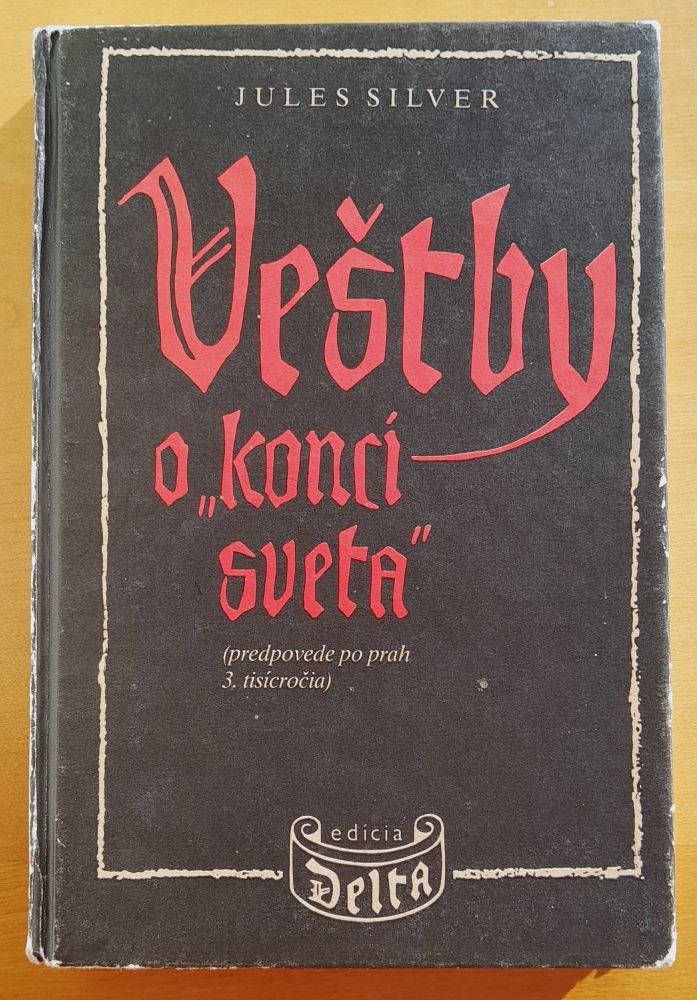 JULES SILVER
Veštby
o „konci
sveta“
(predpovede po prah
3. tisícročia)
edícia
Delta